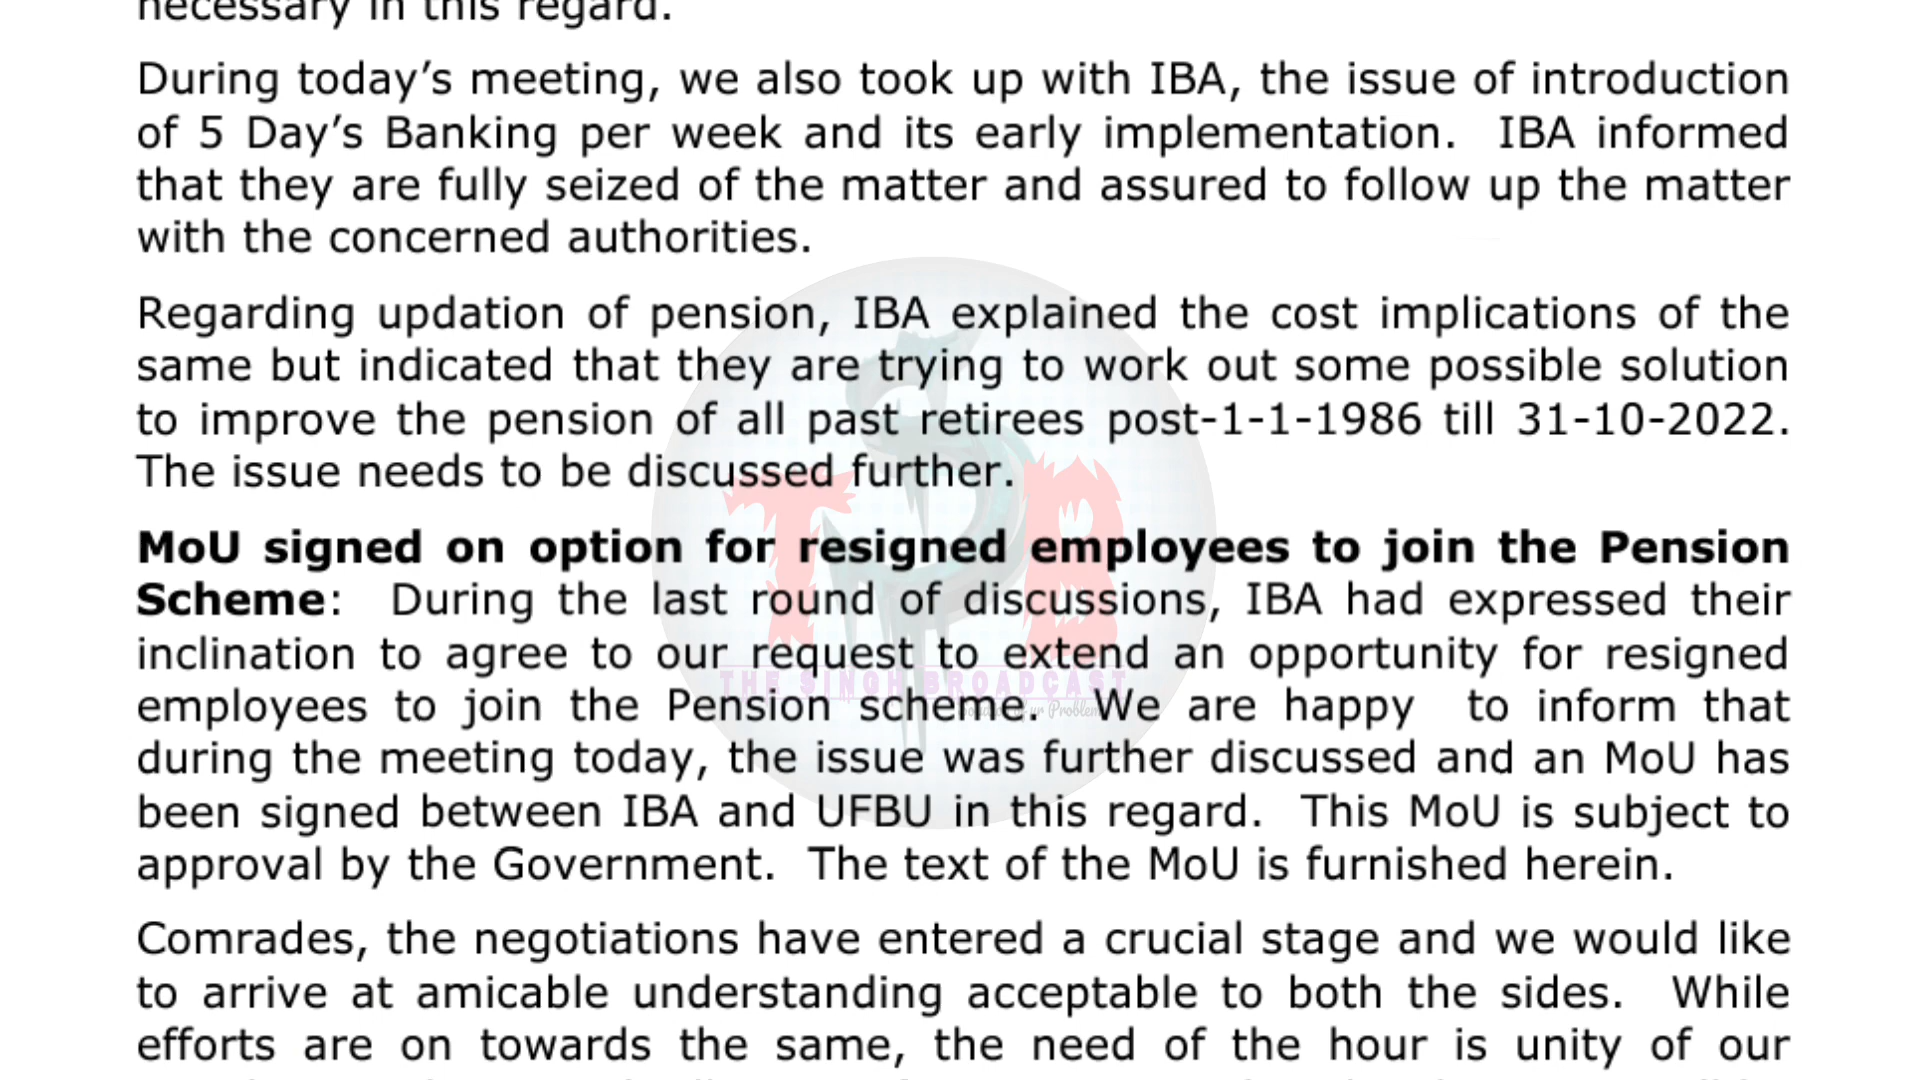 necessary in this regard.
During today’s meeting, we also took up with IBA, the issue of introduction
of 5 Day’s Banking per week and its early implementation. IBA informed
that they are fully seized of the matter and assured to follow up the matter
with the concerned authorities.
Regarding updation of pension, IBA explained the cost implications of the
same but indicated that they are trying to work out some possible solution
to improve the pension of all past retirees post-1-1-1986 till 31-10-2022.
The issue needs to be discussed further.
MoU signed on option for resigned employees to join the Pension
Scheme: During the last round of discussions, IBA had expressed their
inclination to agree to our request to extend an opportunity for resigned
employees to join the Pension scheme. We are happy to inform that
during the meeting today, the issue was further discussed and an MoU has
been signed between IBA and UFBU in this regard. This MoU is subject to
approval by the Government. The text of the MoU is furnished herein.
Comrades, the negotiations have entered a crucial stage and we would like
to arrive at amicable understanding acceptable to both the sides. While
efforts are on towards the same, the need of the hour is unity of our
TSB
THE SINGH BROADCAST